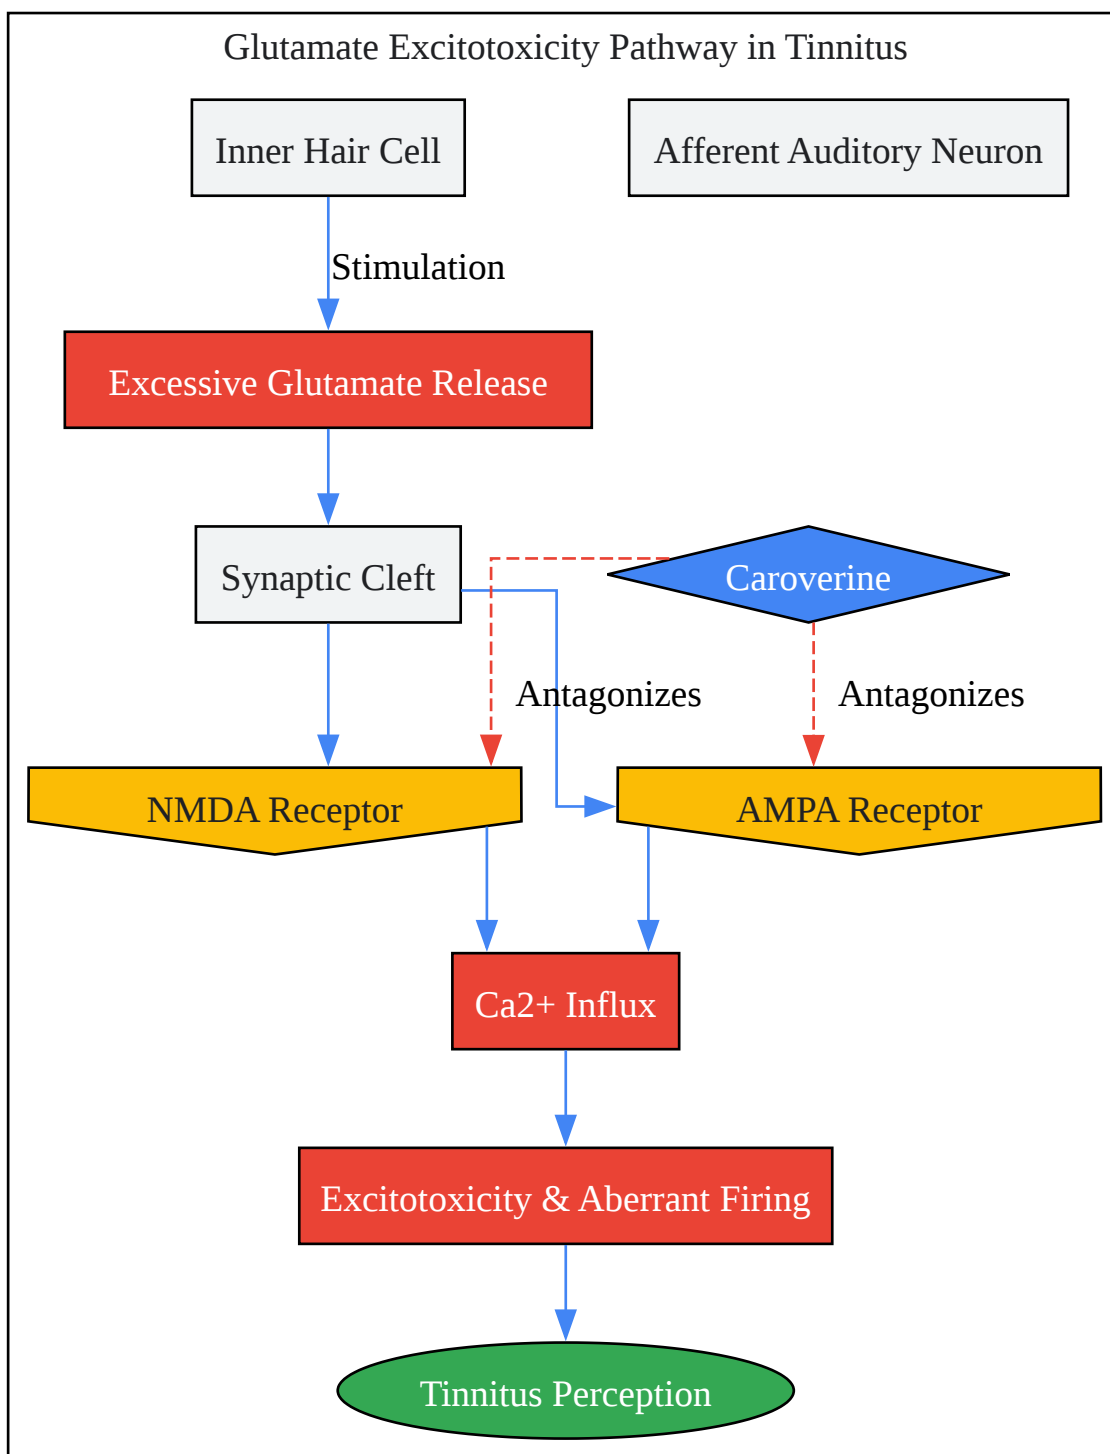 Glutamate Excitotoxicity Pathway in Tinnitus
Inner Hair Cell
Afferent Auditory Neuron
Stimulation
Excessive Glutamate Release
Synaptic Cleft
Caroverine
Antagonizes
Antagonizes
NMDA Receptor
AMPA Receptor
Ca2+ Influx
Excitotoxicity & Aberrant Firing
Tinnitus Perception